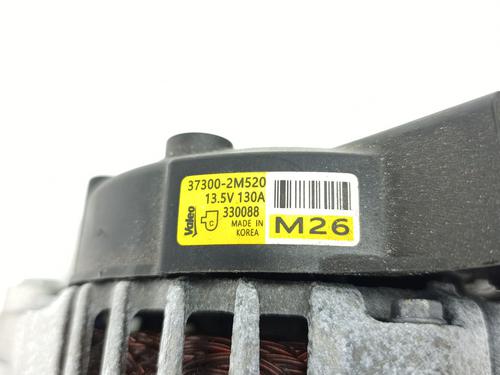 37300-2M520
13.5V 130A
Valeo
C
330088
MADE IN
KOREA
M26